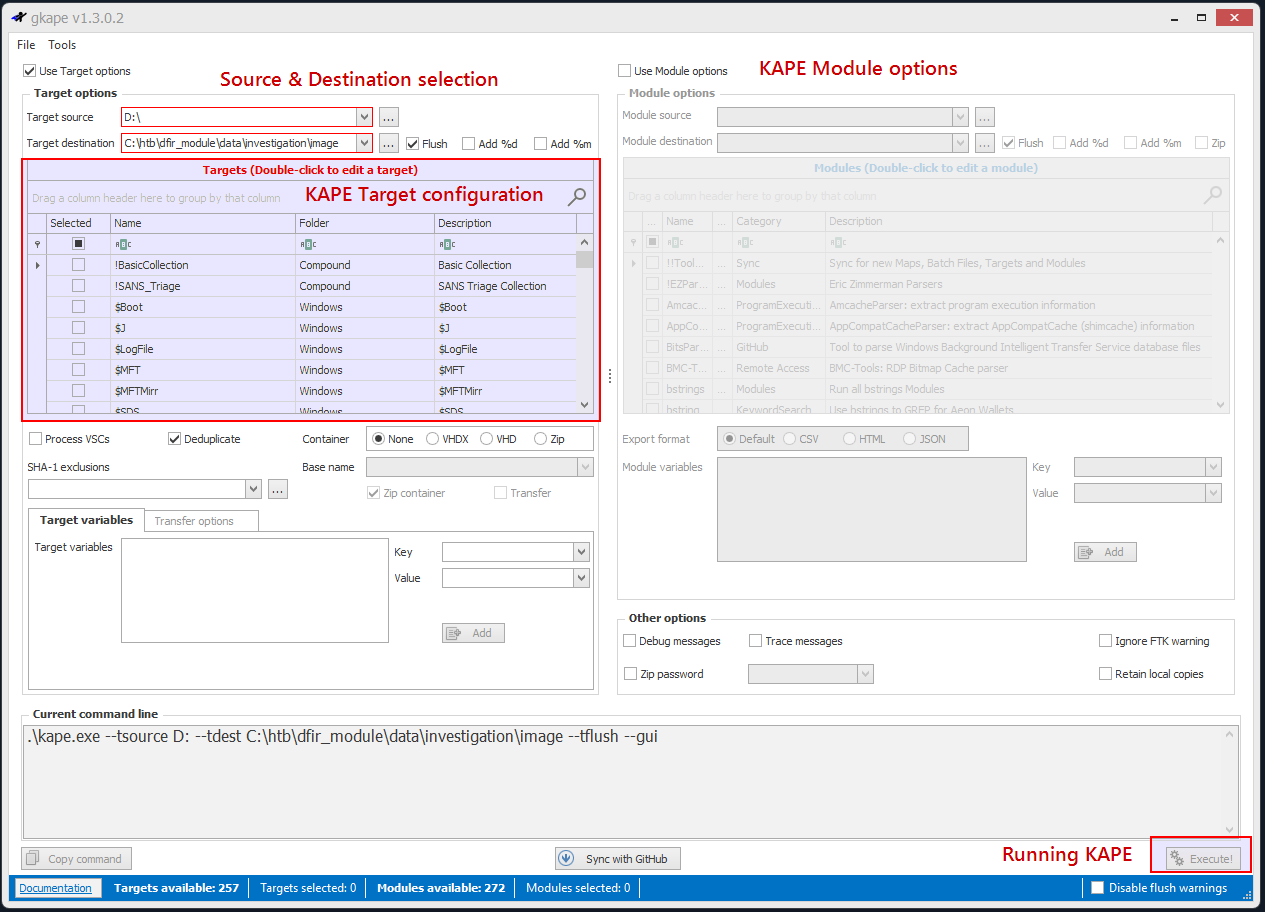 gkape v1.3.0.2
File Tools
Use Target options
Source & Destination selection
Use Module options
KAPE Module options
Target options
Target source D:\ ...
Target destination C:\htb\dfir_module\data\investigation\image ... Flush Add %d Add %m
Targets (Double-click to edit a target)
Drag a column header here to group by that column
KAPE Target configuration
Selected Name Folder Description
!BasicCollection Compound Basic Collection
!SANS_Triage Compound SANS Triage Collection
$Boot Windows $Boot
$J Windows $J
$LogFile Windows $LogFile
$MFT Windows $MFT
$MFTMirr Windows $MFTMirr
$SDS Windows $SDS
Process VSCs Deduplicate Container None VHDX VHD Zip
SHA-1 exclusions Base name
... Zip container Transfer
Target variables Transfer options
Target variables Key
Value
Add
Module options
Module source ...
Module destination ... Flush Add %d Add %m Zip
Modules (Double-click to edit a module)
Drag a column header here to group by that column
... Name ... Category Description
!!Tool... ... Sync Sync for new Maps, Batch Files, Targets and Modules
!EZPar... ... Modules Eric Zimmerman Parsers
Amcac... ... ProgramExecuti... AmcacheParser: extract program execution information
AppCo... ... ProgramExecuti... AppCompatCacheParser: extract AppCompatCache (shimcache) information
BitsPar... ... GitHub Tool to parse Windows Background Intelligent Transfer Service database files
BMC-T... ... Remote Access BMC-Tools: RDP Bitmap Cache parser
bstrings ... Modules Run all bstrings Modules
bstring... ... KeywordSearch Use bstrings to GREP for Aeon Wallets
Export format Default CSV HTML JSON
Module variables Key
Value
Add
Other options
Debug messages Trace messages Ignore FTK warning
Zip password Retain local copies
Current command line
.\kape.exe --tsource D: --tdest C:\htb\dfir_module\data\investigation\image --tflush --gui
Copy command Sync with GitHub Running KAPE Execute!
Documentation Targets available: 257 Targets selected: 0 Modules available: 272 Modules selected: 0 Disable flush warnings